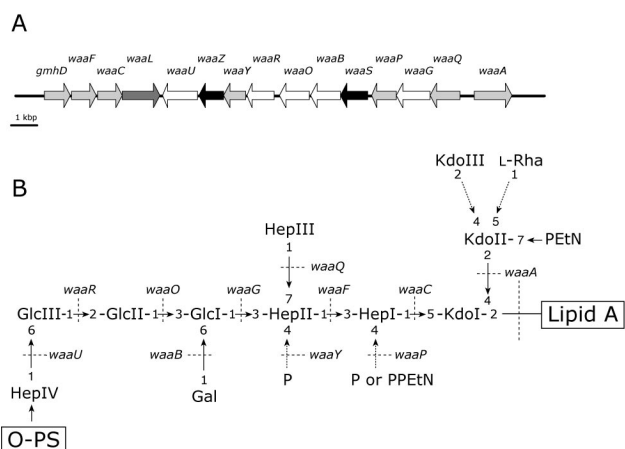 A
waaF waaL waaZ waaR waaB waaP waaQ
gmhD waaC waaU waaY waaO waaS waaG waaA
1 kbp
B
KdoIII L-Rha
2 1
4 5
HepIII KdoII-7 PEtN
1 2
waaQ waaA
waaR waaO waaG 7 waaF waaC 4
GlcIII-1 2-GlcII-1 3-GlcI-1 3-HepII-1 3-HepI-1 5-KdoI-2 Lipid A
6 6 4 4
waaU waaB waaY waaP
1 1 P P or PPEtN
HepIV Gal
O-PS